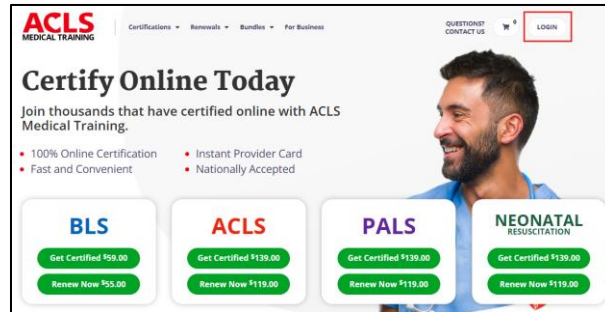 ACLS
MEDICAL TRAINING
Certifications
Renewals
Bundles
For Business
QUESTIONS?
CONTACT US
0
LOGIN
Certify Online Today
Join thousands that have certified online with ACLS
Medical Training.
100% Online Certification
Instant Provider Card
Fast and Convenient
Nationally Accepted
BLS
Get Certified $59.00
Renew Now $55.00
ACLS
Get Certified $139.00
Renew Now $119.00
PALS
Get Certified $139.00
Renew Now $119.00
NEONATAL
RESUSCITATION
Get Certified $139.00
Renew Now $119.00